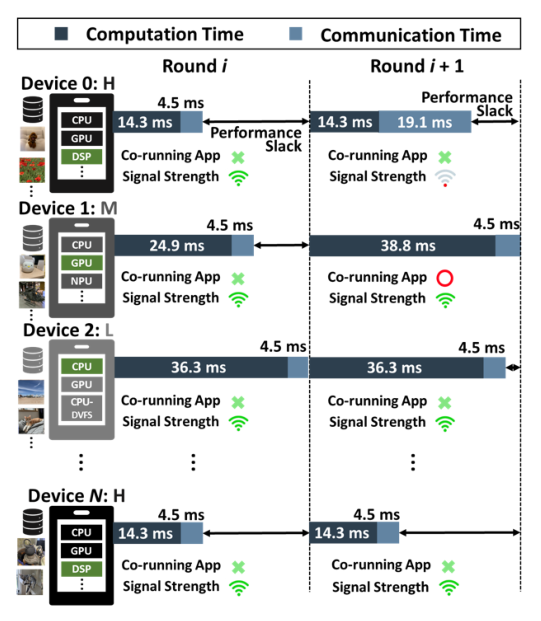 Computation Time
Communication Time
Round i
Round i + 1
Device 0: H
CPU
GPU
DSP
4.5 ms
14.3 ms
Performance
Slack
Co-running App
Signal Strength
14.3 ms
19.1 ms
Performance
Slack
Co-running App
Signal Strength
Device 1: M
CPU
GPU
NPU
4.5 ms
24.9 ms
Co-running App
Signal Strength
4.5 ms
38.8 ms
Co-running App
Signal Strength
Device 2: L
CPU
GPU
CPU-
DVFS
4.5 ms
36.3 ms
Co-running App
Signal Strength
4.5 ms
36.3 ms
Co-running App
Signal Strength
Device N: H
CPU
GPU
DSP
4.5 ms
14.3 ms
Co-running App
Signal Strength
4.5 ms
14.3 ms
Co-running App
Signal Strength